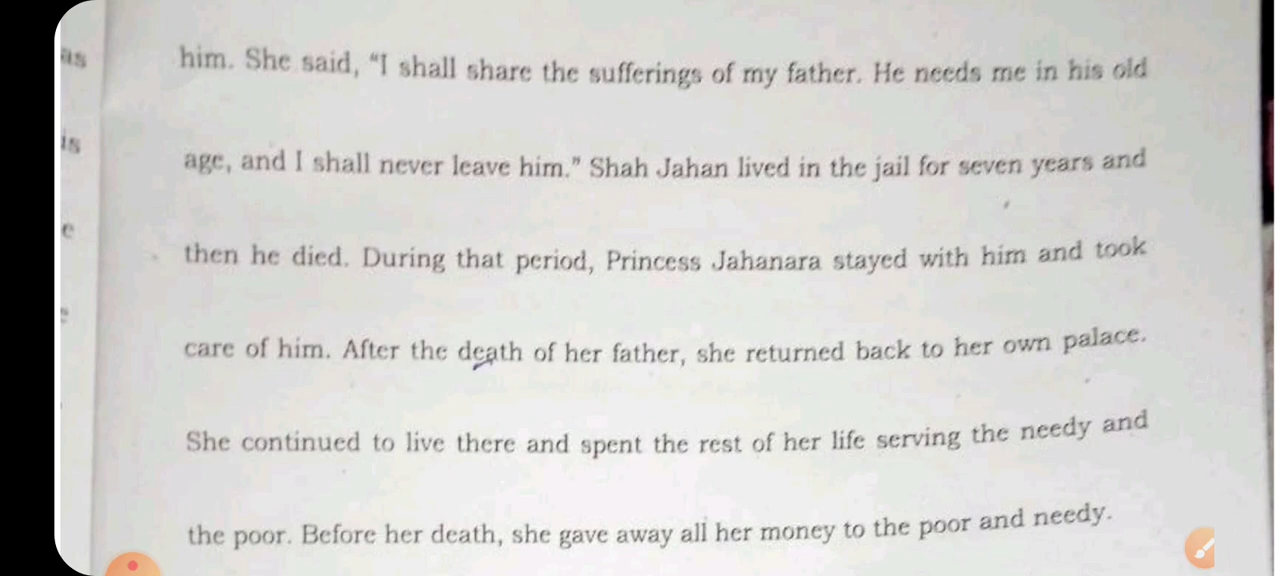 as
is
e
him. She said, “I shall share the sufferings of my father. He needs me in his old
age, and I shall never leave him.” Shah Jahan lived in the jail for seven years and
then he died. During that period, Princess Jahanara stayed with him and took
care of him. After the death of her father, she returned back to her own palace.
She continued to live there and spent the rest of her life serving the needy and
the poor. Before her death, she gave away all her money to the poor and needy.